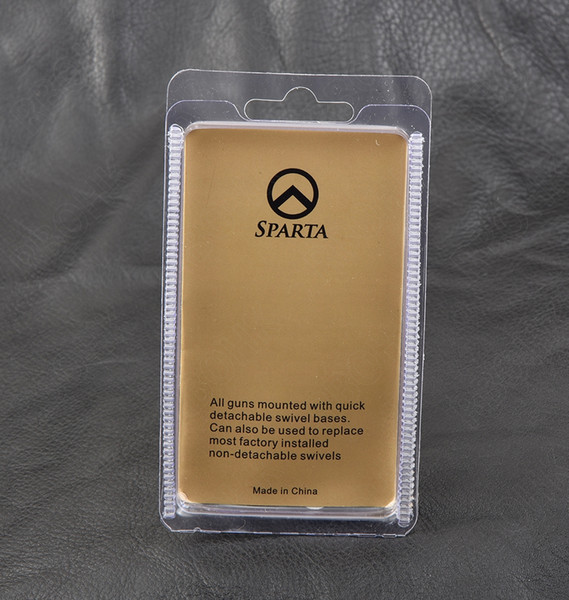 SPARTA
All guns mounted with quick
detachable swivel bases.
Can also be used to replace
most factory installed
non-detachable swivels
Made in China